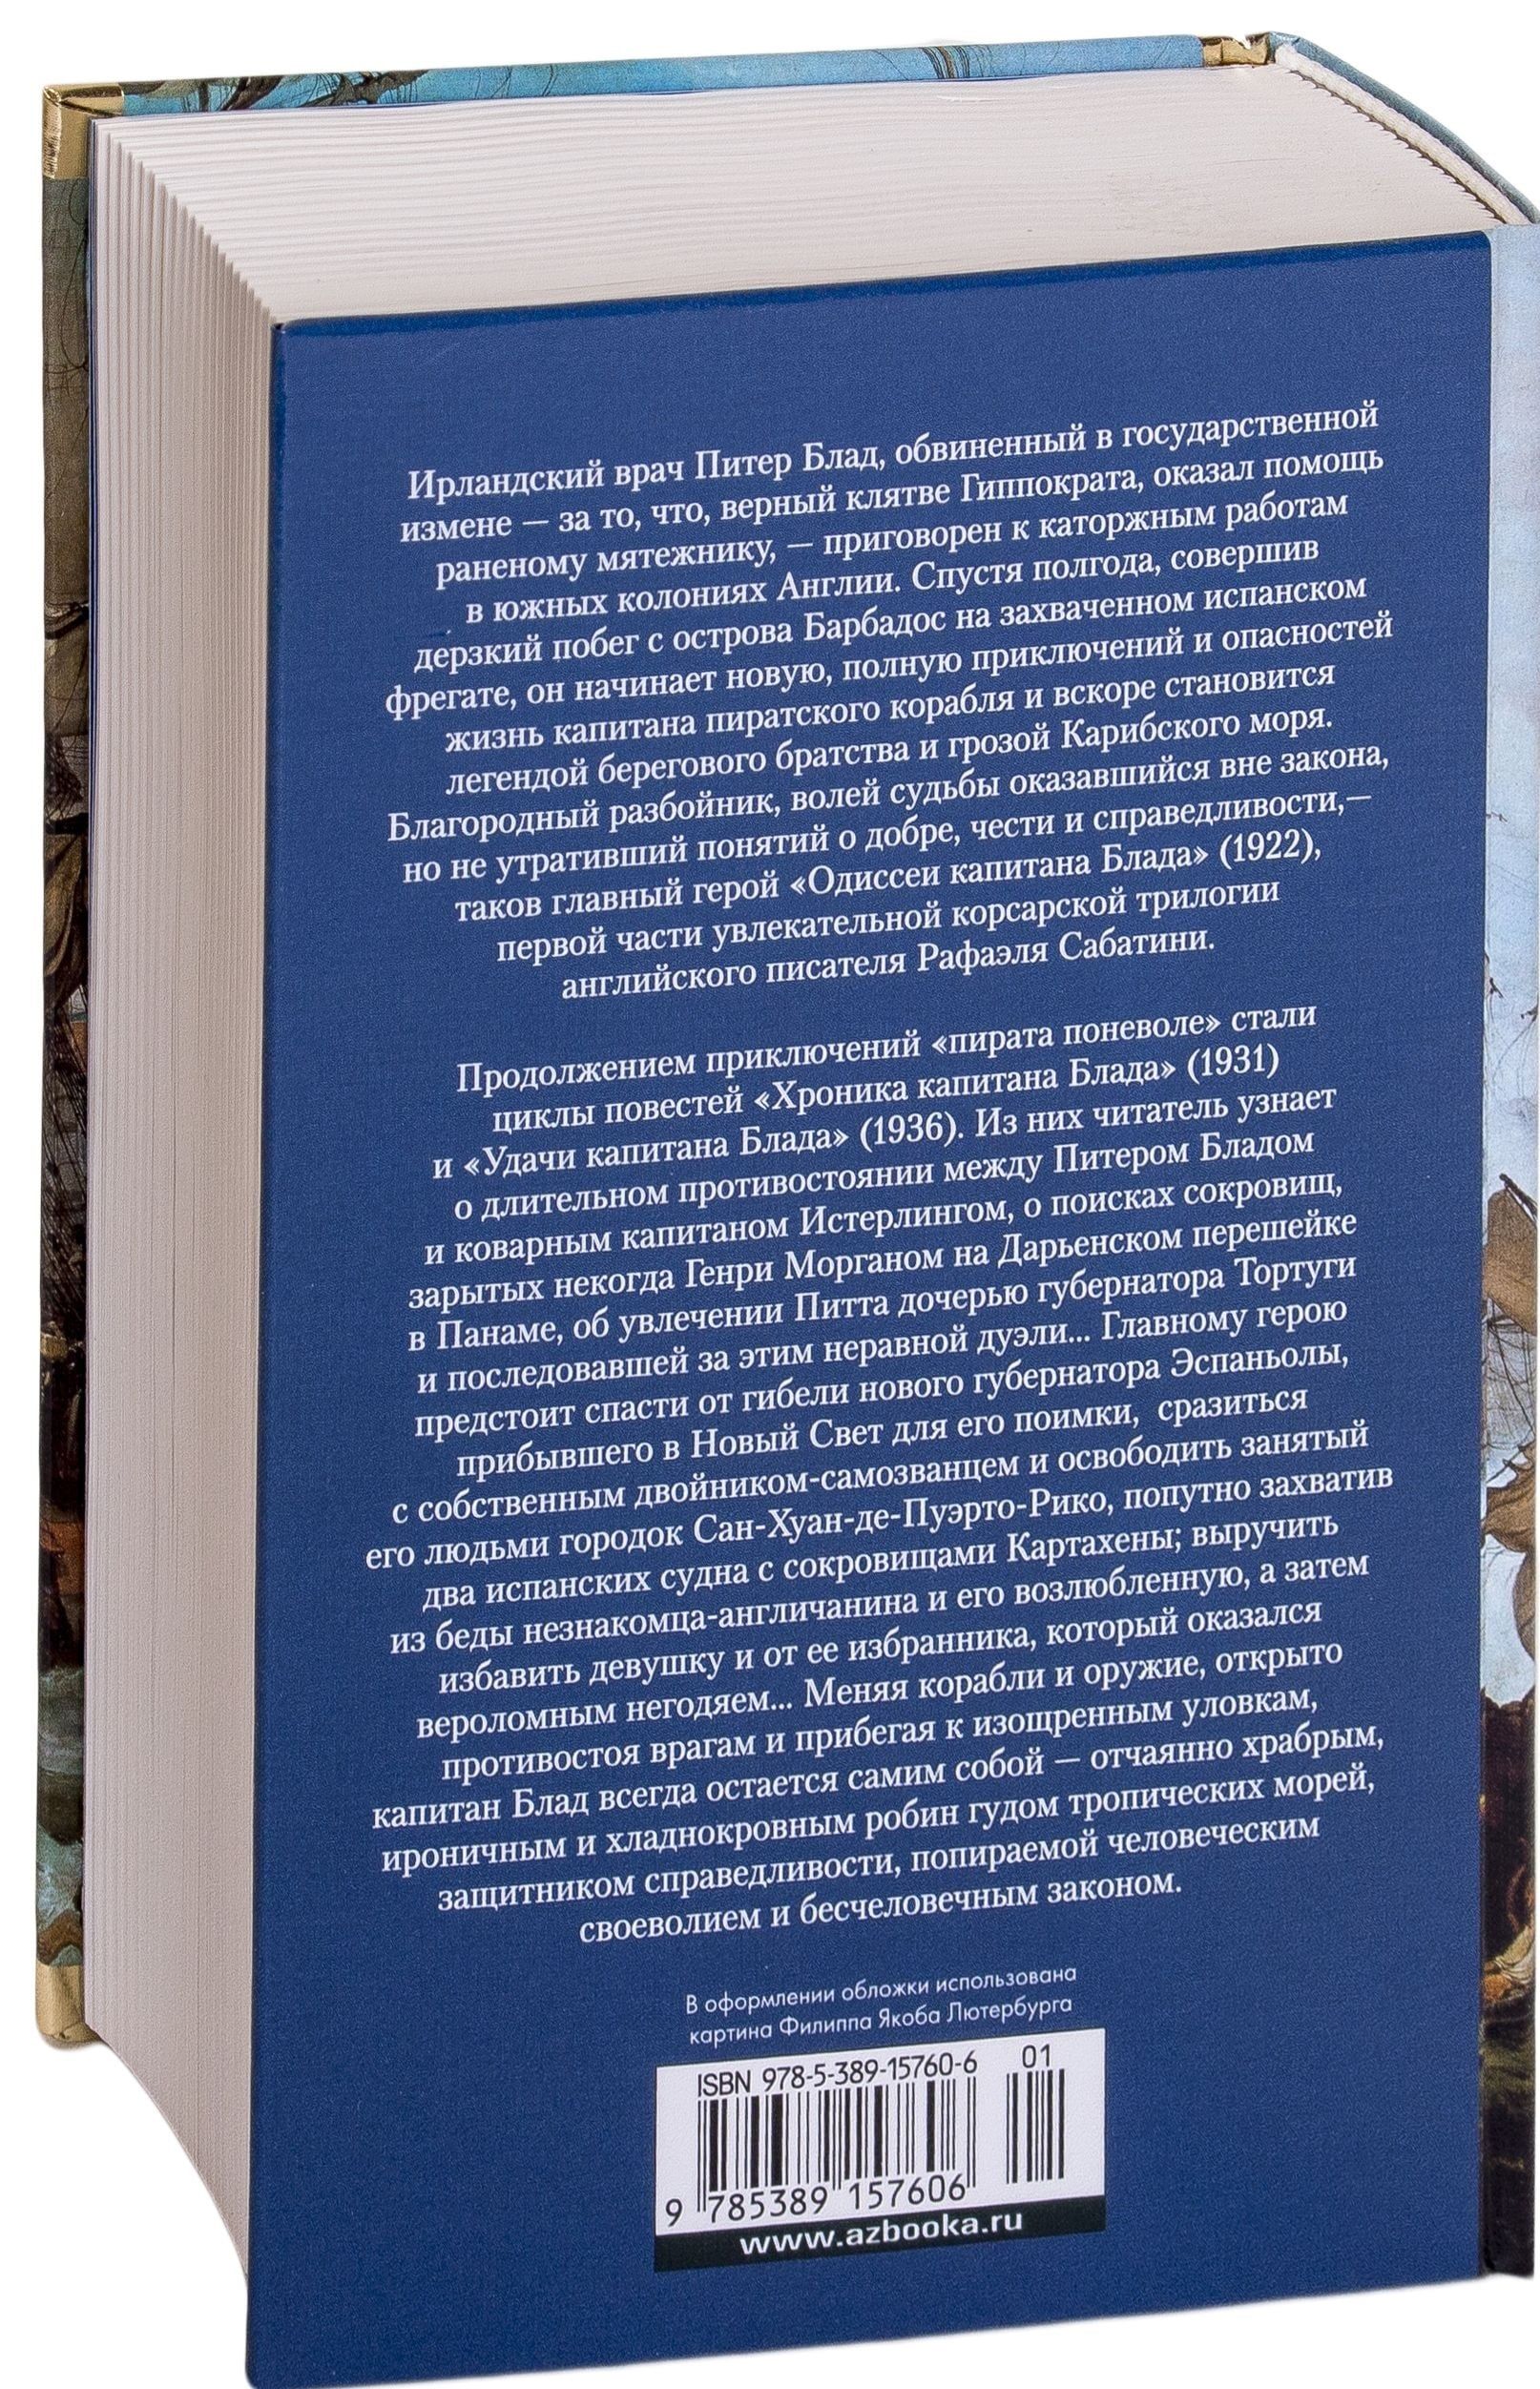 Ирландский врач Питер Блад, обвиненный в государственной
измене — за то, что, верный клятве Гиппократа, оказал помощь
раненому мятежнику, — приговорен к каторжным работам
в южных колониях Англии. Спустя полгода, совершив
дерзкий побег с острова Барбадос на захваченном испанском
фрегате, он начинает новую, полную приключений и опасностей
жизнь капитана пиратского корабля и вскоре становится
легендой берегового братства и грозой Карибского моря.
Благородный разбойник, волей судьбы оказавшийся вне закона,
но не утративший понятий о добре, чести и справедливости,—
таков главный герой «Одиссеи капитана Блада» (1922),
первой части увлекательной корсарской трилогии
английского писателя Рафаэля Сабатини.
Продолжением приключений «пирата поневоле» стали
циклы повестей «Хроника капитана Блада» (1931)
и «Удачи капитана Блада» (1936). Из них читатель узнает
о длительном противостоянии между Питером Бладом
и коварным капитаном Истерлингом, о поисках сокровищ,
зарытых некогда Генри Морганом на Дарьенском перешейке
в Панаме, об увлечении Питта дочерью губернатора Тортуги
и последовавшей за этим неравной дуэли... Главному герою
предстоит спасти от гибели нового губернатора Эспаньолы,
прибывшего в Новый Свет для его поимки, сразиться
с собственным двойником-самозванцем и освободить занятый
его людьми городок Сан-Хуан-де-Пуэрто-Рико, попутно захватив
два испанских судна с сокровищами Картахены; выручить
из беды незнакомца-англичанина и его возлюбленную, а затем
избавить девушку и от ее избранника, который оказался
вероломным негодяем... Меняя корабли и оружие, открыто
противостоя врагам и прибегая к изощренным уловкам,
капитан Блад всегда остается самим собой — отчаянно храбрым,
ироничным и хладнокровным робин гудом тропических морей,
защитником справедливости, попираемой человеческим
своеволием и бесчеловечным законом.
В оформлении обложки использована
картина Филиппа Якоба Лютербурга
ISBN 978-5-389-15760-6 01
9 785389 157606
www.azbooka.ru